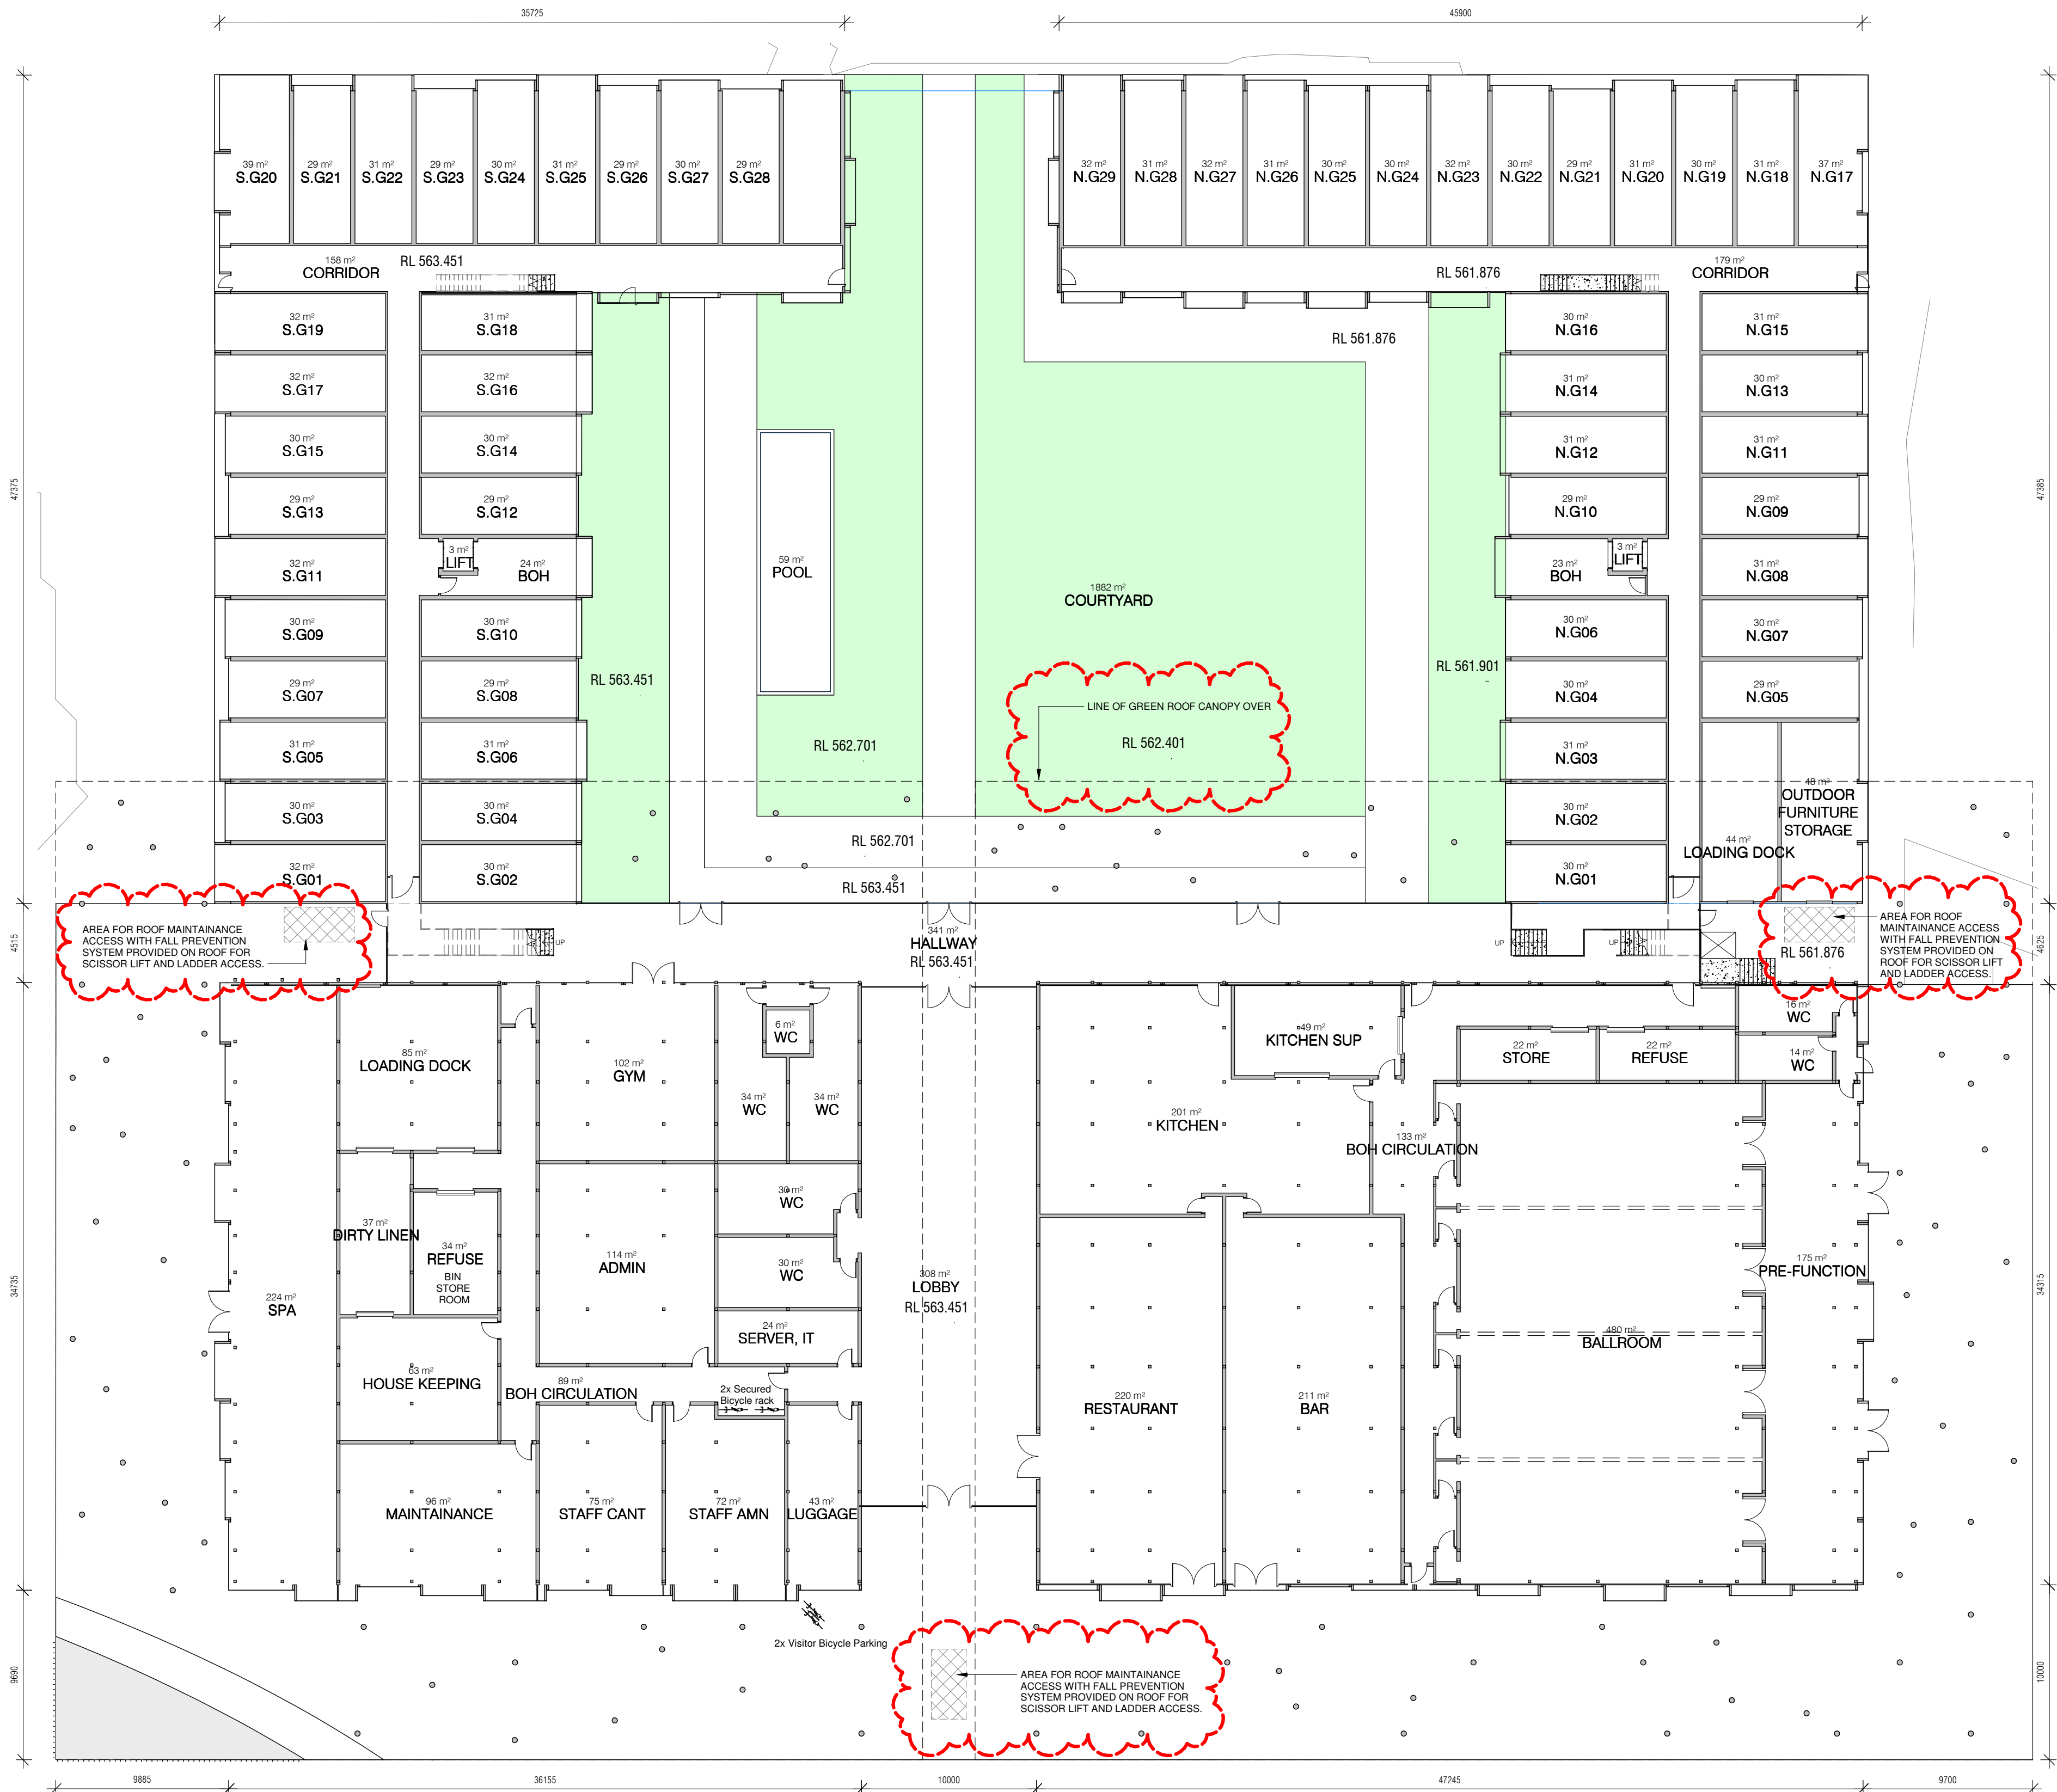 35725
45900
39 m²
S.G20
29 m²
S.G21
31 m²
S.G22
29 m²
S.G23
30 m²
S.G24
31 m²
S.G25
29 m²
S.G26
30 m²
S.G27
29 m²
S.G28
32 m²
N.G29
31 m²
N.G28
32 m²
N.G27
31 m²
N.G26
30 m²
N.G25
30 m²
N.G24
32 m²
N.G23
30 m²
N.G22
29 m²
N.G21
31 m²
N.G20
30 m²
N.G19
31 m²
N.G18
37 m²
N.G17
158 m²
CORRIDOR
RL 563.451
RL 561.876
179 m²
CORRIDOR
RL 561.876
47375
47385
32 m²
S.G19
31 m²
S.G18
32 m²
S.G17
32 m²
S.G16
30 m²
S.G15
30 m²
S.G14
29 m²
S.G13
29 m²
S.G12
32 m²
S.G11
3 m²
LIFT
24 m²
BOH
30 m²
S.G09
30 m²
S.G10
29 m²
S.G07
29 m²
S.G08
31 m²
S.G05
31 m²
S.G06
30 m²
S.G03
30 m²
S.G04
32 m²
S.G01
30 m²
S.G02
RL 563.451
59 m²
POOL
1882 m²
COURTYARD
LINE OF GREEN ROOF CANOPY OVER
RL 562.701
RL 562.401
RL 561.901
RL 562.701
RL 563.451
30 m²
N.G16
31 m²
N.G15
31 m²
N.G14
30 m²
N.G13
31 m²
N.G12
31 m²
N.G11
29 m²
N.G10
29 m²
N.G09
23 m²
BOH
3 m²
LIFT
31 m²
N.G08
30 m²
N.G06
30 m²
N.G07
30 m²
N.G04
29 m²
N.G05
31 m²
N.G03
30 m²
N.G02
30 m²
N.G01
48 m²
OUTDOOR
FURNITURE
STORAGE
44 m²
LOADING DOCK
AREA FOR ROOF MAINTAINANCE
ACCESS WITH FALL PREVENTION
SYSTEM PROVIDED ON ROOF FOR
SCISSOR LIFT AND LADDER ACCESS.
4515
UP
341 m²
HALLWAY
RL 563.451
UP
UP
AREA FOR ROOF
MAINTAINANCE ACCESS
WITH FALL PREVENTION
SYSTEM PROVIDED ON
ROOF FOR SCISSOR LIFT
AND LADDER ACCESS.
RL 561.876
4625
85 m²
LOADING DOCK
102 m²
GYM
6 m²
WC
34 m²
WC
34 m²
WC
49 m²
KITCHEN SUP
22 m²
STORE
22 m²
REFUSE
16 m²
WC
14 m²
WC
201 m²
KITCHEN
133 m²
BOH CIRCULATION
37 m²
DIRTY LINEN
34 m²
REFUSE
BIN
STORE
ROOM
114 m²
ADMIN
30 m²
WC
30 m²
WC
24 m²
SERVER, IT
224 m²
SPA
308 m²
LOBBY
RL 563.451
175 m²
PRE-FUNCTION
480 m²
BALLROOM
34735
34315
63 m²
HOUSE KEEPING
89 m²
BOH CIRCULATION
2x Secured
Bicycle rack
220 m²
RESTAURANT
211 m²
BAR
96 m²
MAINTAINANCE
75 m²
STAFF CANT
72 m²
STAFF AMN
43 m²
LUGGAGE
2x Visitor Bicycle Parking
AREA FOR ROOF MAINTAINANCE
ACCESS WITH FALL PREVENTION
SYSTEM PROVIDED ON ROOF FOR
SCISSOR LIFT AND LADDER ACCESS.
9690
10000
9885
36155
10000
47245
9700